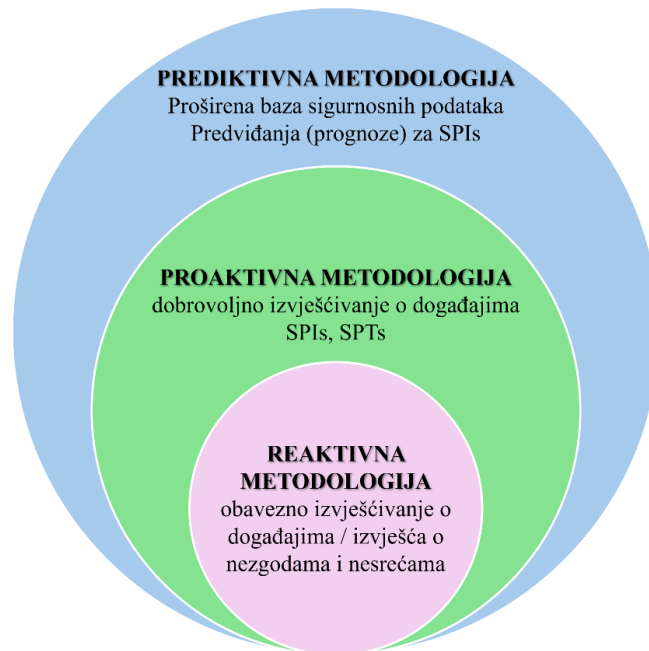 PREDIKTIVNA METODOLOGIJA
Proširena baza sigurnosnih podataka
Predviđanja (prognoze) za SPIs
PROAKTIVNA METODOLOGIJA
dobrovoljno izvješćivanje o događajima
SPIs, SPTs
REAKTIVNA
METODOLOGIJA
obavezno izvješćivanje o
događajima / izvješća o
nezgodama i nesrećama